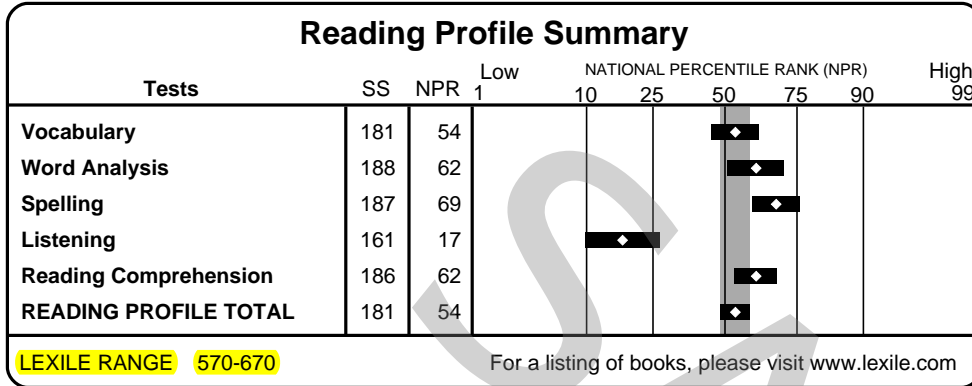 Reading Profile Summary
Low NATIONAL PERCENTILE RANK (NPR) High
Tests SS NPR 1 10 25 50 75 90 99
Vocabulary 181 54
Word Analysis 188 62
Spelling 187 69
Listening 161 17
Reading Comprehension 186 62
READING PROFILE TOTAL 181 54
LEXILE RANGE 570-670 For a listing of books, please visit www.lexile.com